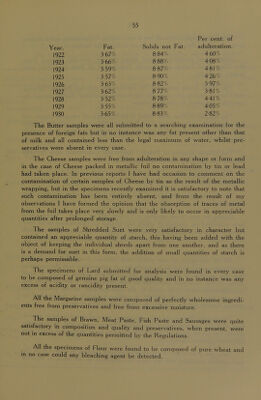 55
Per cent. of
Year. Fat. Solids not Fat. adulteration.
1922 3·67% 8·84% 4·60%
1923 3·66% 8·88% 4·08%
1924 3·59% 8·87% 4·81%
1925 3·57% 8·90% 4·26%
1926 3·65% 8·82% 5·97%
1927 3·62% 8·77% 3·81%
1928 3·52% 8·78% 4·41%
1929 3·55% 8·89% 4·05%
1930 3·65% 8·83% 2·82%
The Butter samples were all submitted to a searching examination for the
presence of foreign fats but in no instance was any fat present other than that
of milk and all contained less than the legal maximum of water, whilst pre-
servatives were absent in every case.
The Cheese samples were free from adulteration in any shape or form and
in the case of Cheese packed in metallic foil no contamination by tin or lead
had taken place. In previous reports I have had occasion to comment on the
contamination of certain samples of Cheese by tin as the result of the metallic
wrapping, but in the specimens recently examined it is satisfactory to note that
such contamination has been entirely absent, and from the result of my
observations I have formed the opinion that the absorption of traces of metal
from the foil takes place very slowly and is only likely to occur in appreciable
quantities after prolonged storage.
The samples of Shredded Suet were very satisfactory in character but
contained an appreciable quantity of starch, this having been added with the
object of keeping the individual shreds apart from one another, and as there
is a demand for suet in this form, the addition of small quantities of starch is
perhaps permissible.
The specimens of Lard submitted for analysis were found in every case
to be composed of genuine pig fat of good quality and in no instance was any
excess of acidity or rancidity present.
All the Margarine samples were composed of perfectly wholesome ingredi-
ents free from preservatives and free from excessive moisture.
The samples of Brawn, Meat Paste, Fish Paste and Sausages were quite
satisfactory in composition and quality and preservatives, when present, were
not in excess of the quantities permitted by the Regulations.
All the specimens of Flour were found to be composed of pure wheat and
in no case could any bleaching agent be detected.